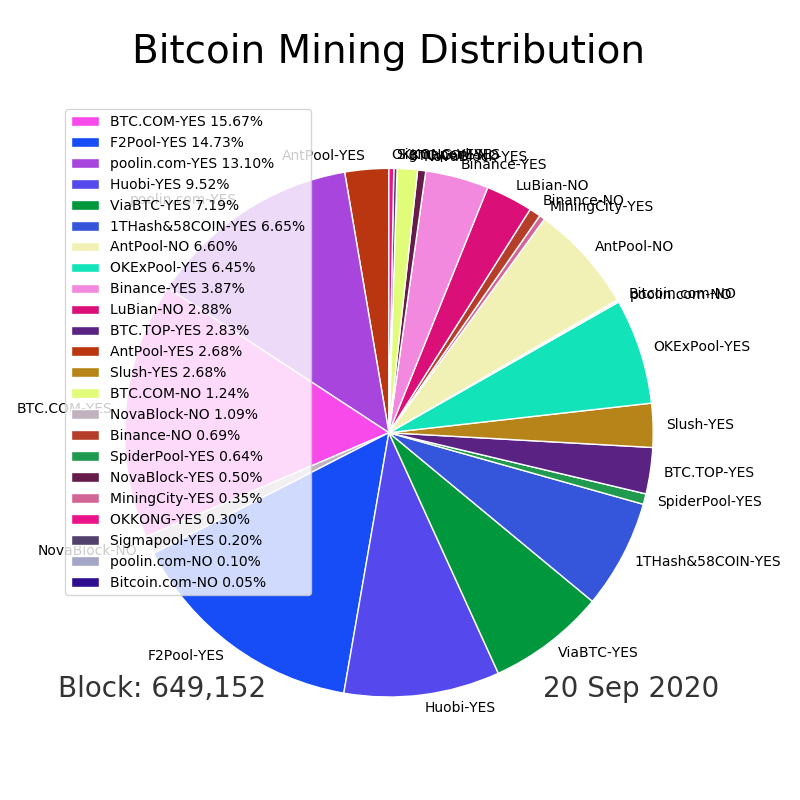 Bitcoin Mining Distribution
BTC.COM-YES 15.67%
F2Pool-YES 14.73%
poolin.com-YES 13.10%
Huobi-YES 9.52%
ViaBTC-YES 7.19%
1THash&58COIN-YES 6.65%
AntPool-NO 6.60%
OKExPool-YES 6.45%
Binance-YES 3.87%
LuBian-NO 2.88%
BTC.TOP-YES 2.83%
AntPool-YES 2.68%
Slush-YES 2.68%
BTC.COM-NO 1.24%
NovaBlock-NO 1.09%
Binance-NO 0.69%
SpiderPool-YES 0.64%
NovaBlock-YES 0.50%
MiningCity-YES 0.35%
OKKONG-YES 0.30%
Sigmapool-YES 0.20%
poolin.com-NO 0.10%
Bitcoin.com-NO 0.05%
AntPool-YES
poolin.com-YES
BTC.COM-YES
NovaBlock-NO
F2Pool-YES
Huobi-YES
ViaBTC-YES
1THash&58COIN-YES
SpiderPool-YES
BTC.TOP-YES
Slush-YES
OKExPool-YES
poolin.com-NO
Bitcoin.com-NO
AntPool-NO
MiningCity-YES
Binance-NO
LuBian-NO
Binance-YES
Block: 649,152
20 Sep 2020